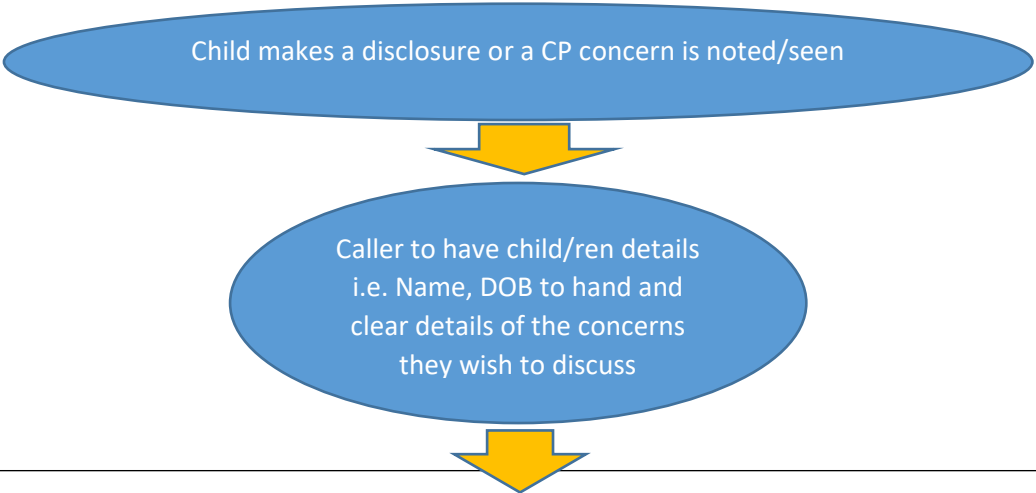 Child makes a disclosure or a CP concern is noted/seen
Caller to have child/ren details
i.e. Name, DOB to hand and
clear details of the concerns
they wish to discuss